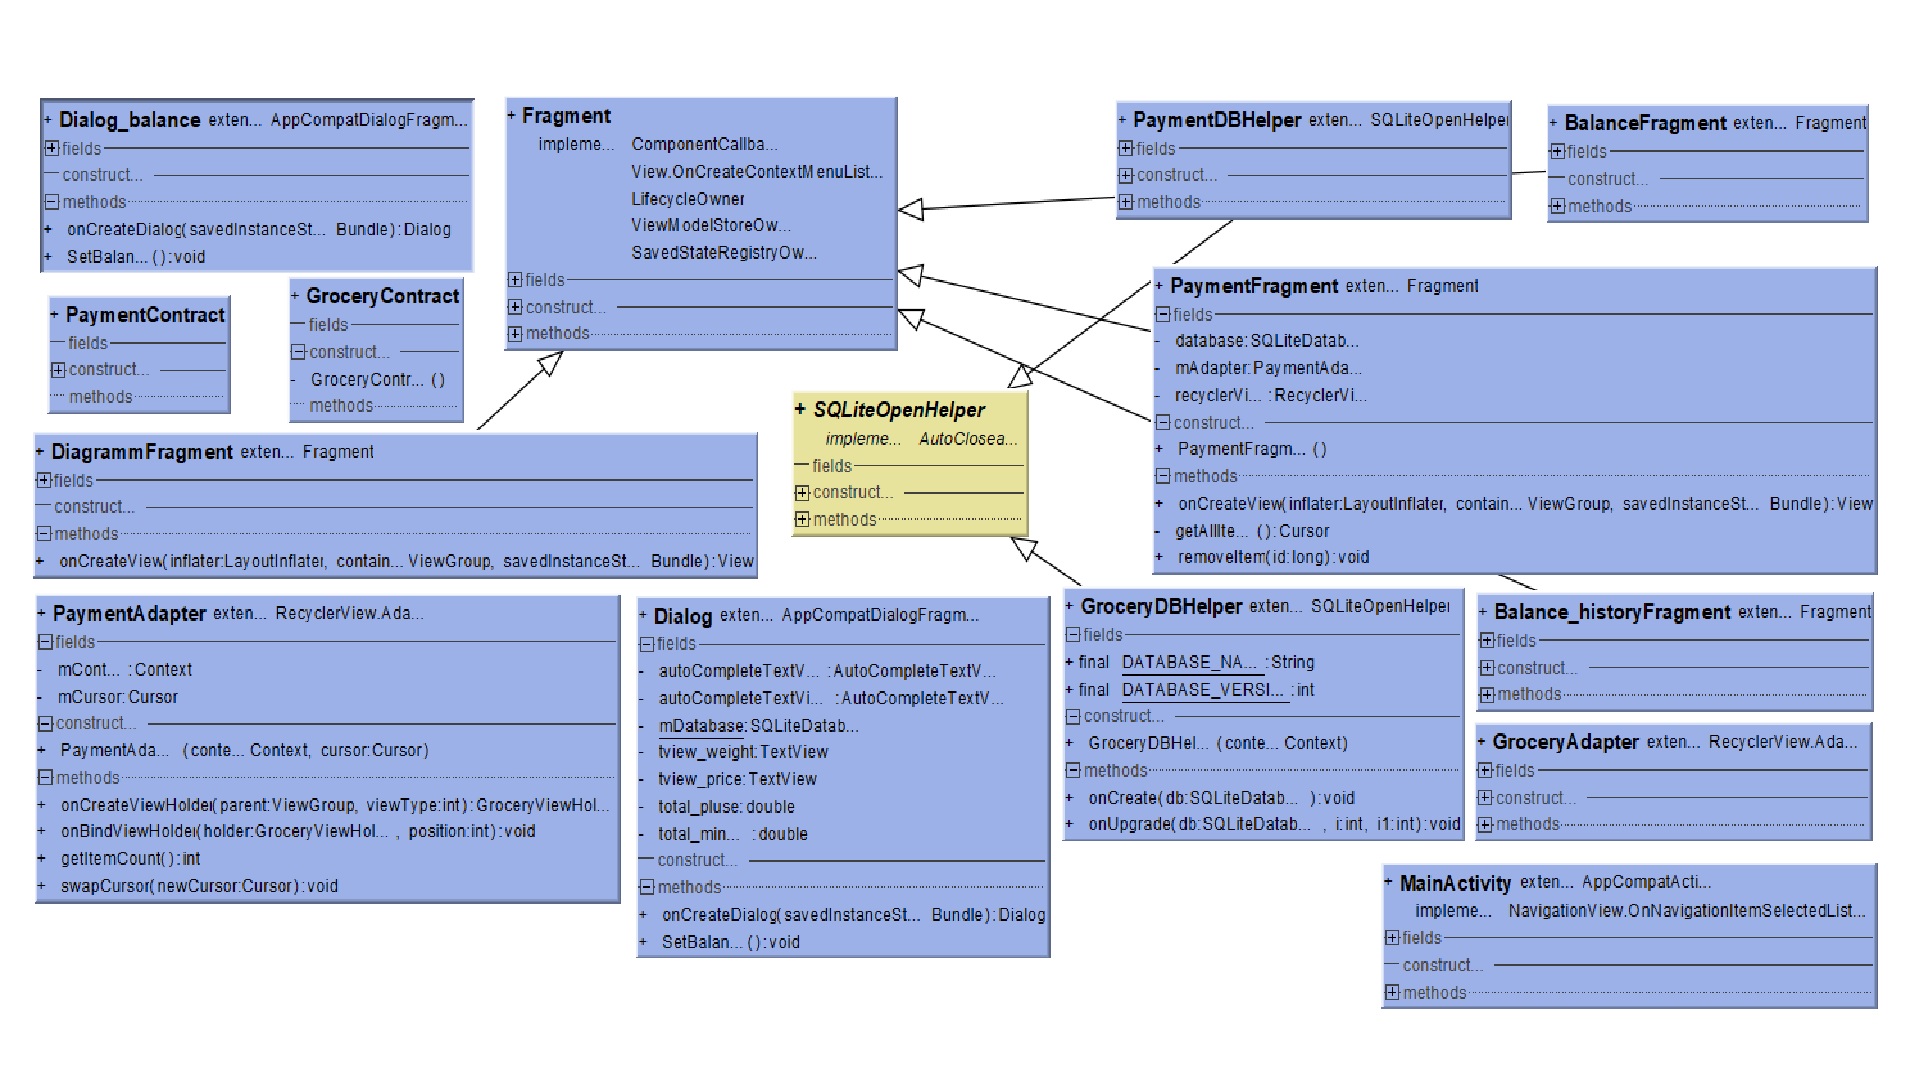 + Dialog_balance exten... AppCompatDialogFragm...
fields
construct...
methods
+ onCreateDialog(savedInstanceSt... Bundle):Dialog
+ SetBalan... ():void
+ Fragment
impleme... ComponentCallba...
View.OnCreateContextMenuList...
LifecycleOwner
ViewModelStoreOw...
SavedStateRegistryOw...
fields
construct...
methods
+ PaymentDBHelper exten... SQLiteOpenHelper
fields
construct...
methods
+ BalanceFragment exten... Fragment
fields
construct...
methods
+ PaymentContract
fields
construct...
methods
+ GroceryContract
fields
construct...
- GroceryContr... ()
methods
+ PaymentFragment exten... Fragment
fields
- database:SQLiteDatab...
- mAdapter:PaymentAda...
- recyclerVi... :RecyclerVi...
construct...
+ PaymentFragm... ()
methods
+ onCreateView(inflater:LayoutInflater, contain... ViewGroup, savedInstanceSt... Bundle):View
- getAllIte... ():Cursor
+ removeItem(id:long):void
+ SQLiteOpenHelper
impleme... AutoClosea...
fields
construct...
methods
+ DiagrammFragment exten... Fragment
fields
construct...
methods
+ onCreateView(inflater:LayoutInflater, contain... ViewGroup, savedInstanceSt... Bundle):View
+ PaymentAdapter exten... RecyclerView.Ada...
fields
- mCont... :Context
- mCursor:Cursor
construct...
+ PaymentAda... (conte... Context, cursor:Cursor)
methods
+ onCreateViewHolder(parent:ViewGroup, viewType:int):GroceryViewHol...
+ onBindViewHolder(holder:GroceryViewHol... , position:int):void
+ getItemCount():int
+ swapCursor(newCursor:Cursor):void
+ Dialog exten... AppCompatDialogFragm...
fields
- autoCompleteTextV... :AutoCompleteTextV...
- autoCompleteTextVi... :AutoCompleteTextV...
- mDatabase:SQLiteDatab...
- tview_weight:TextView
- tview_price:TextView
- total_pluse:double
- total_min... :double
construct...
methods
+ onCreateDialog(savedInstanceSt... Bundle):Dialog
+ SetBalan... ():void
+ GroceryDBHelper exten... SQLiteOpenHelper
fields
+ final DATABASE_NA... :String
+ final DATABASE_VERSI... :int
construct...
+ GroceryDBHel... (conte... Context)
methods
+ onCreate(db:SQLiteDatab... ):void
+ onUpgrade(db:SQLiteDatab... , i:int, i1:int):void
+ Balance_historyFragment exten... Fragment
fields
construct...
methods
+ GroceryAdapter exten... RecyclerView.Ada...
fields
construct...
methods
+ MainActivity exten... AppCompatActi...
impleme... NavigationView.OnNavigationItemSelectedList...
fields
construct...
methods